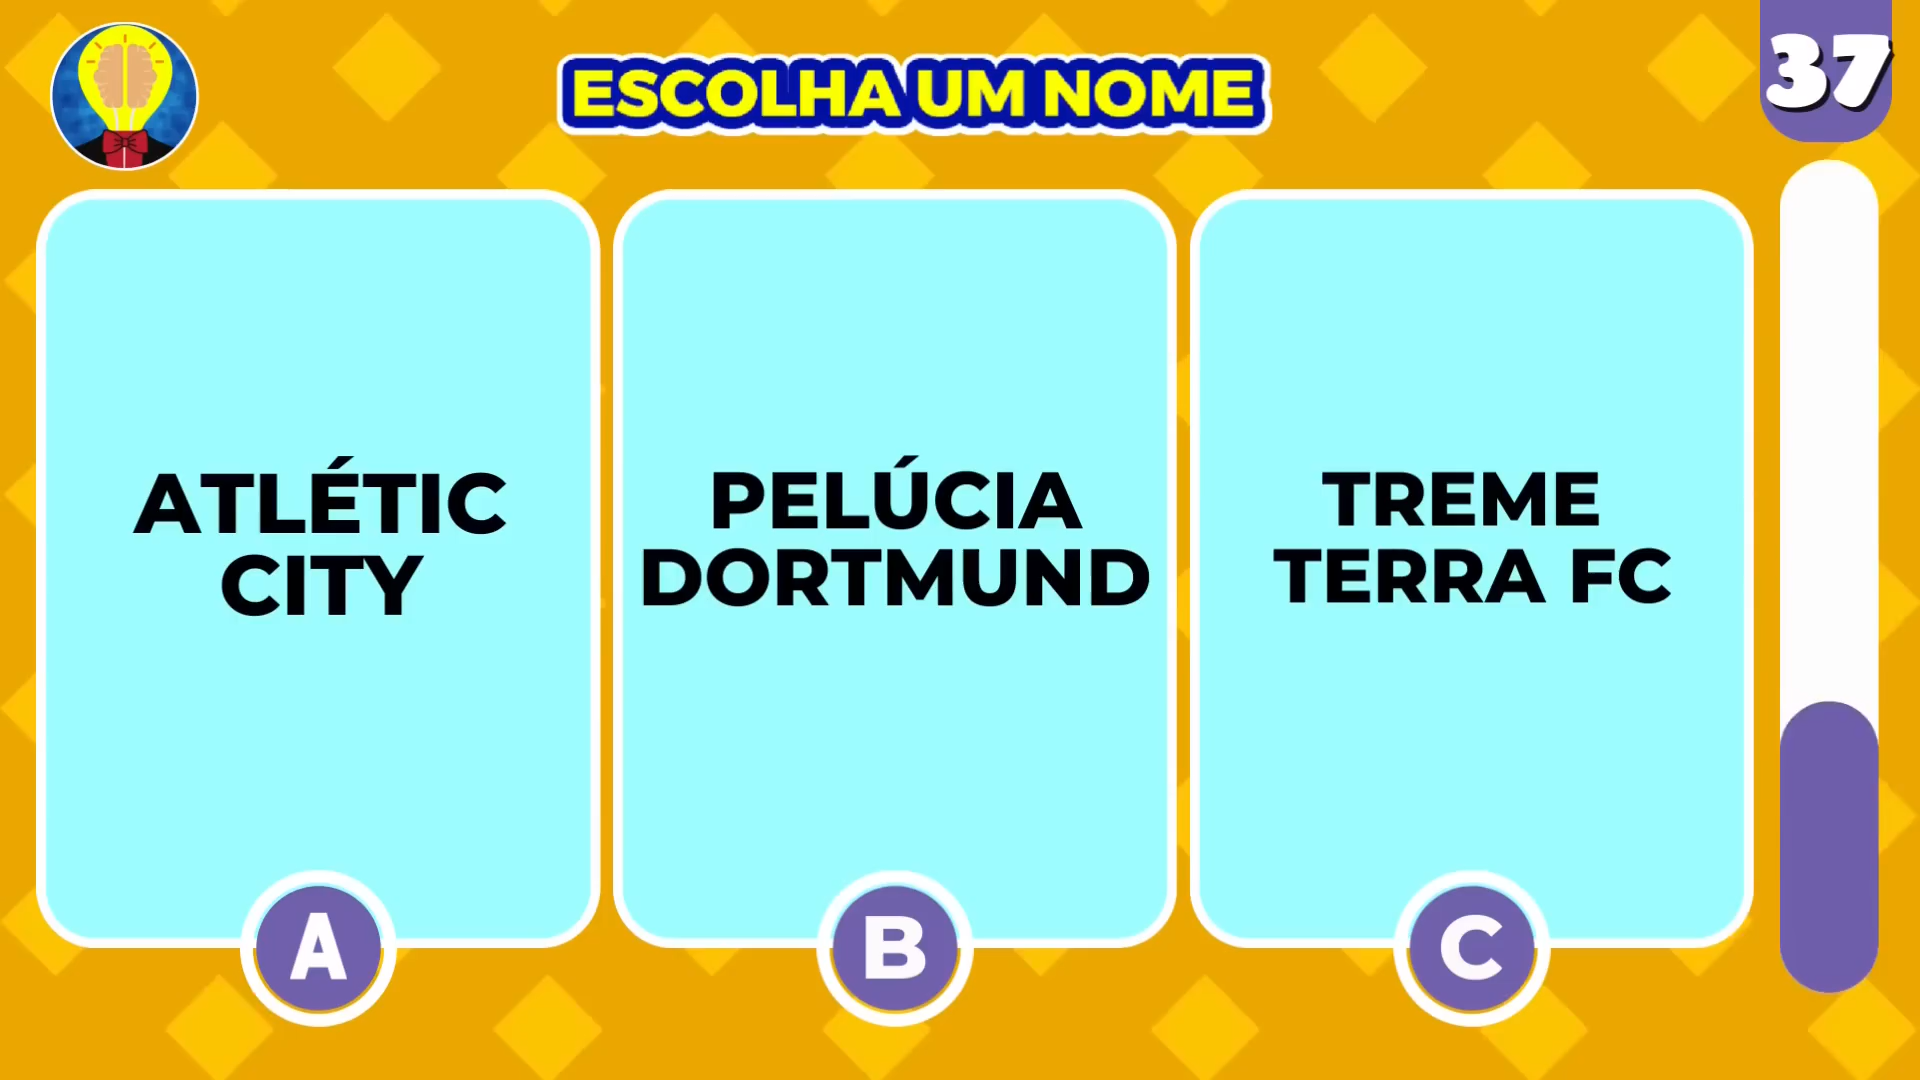 ESCOLHA UM NOME
37
ATLÉTIC
CITY
PELÚCIA
DORTMUND
TREME
TERRA FC
A
B
C